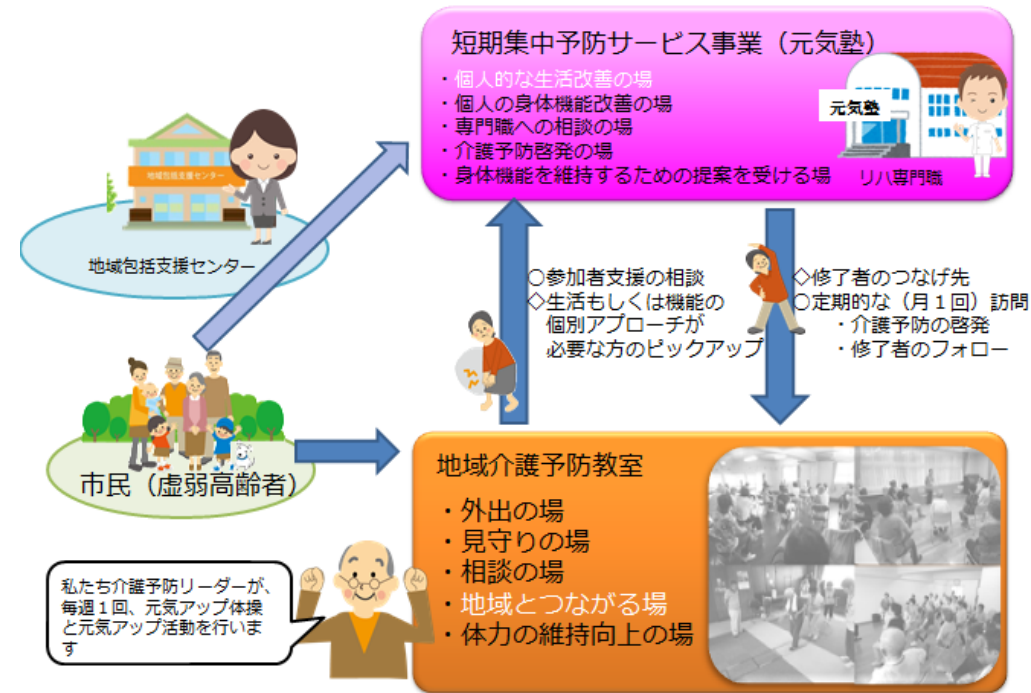 短期集中予防サービス事業（元気塾）
・個人的な生活改善の場
・個人の身体機能改善の場
・専門職への相談の場
・介護予防啓発の場
・身体機能を維持するための提案を受ける場
元気塾
リハ専門職
地域包括支援センター
地域包括支援センター
○参加者支援の相談
◇生活もしくは機能の
個別アプローチが
必要な方のピックアップ
◇修了者のつなげ先
○定期的な（月１回）訪問
・介護予防の啓発
・修了者のフォロー
市民（虚弱高齢者）
地域介護予防教室
・外出の場
・見守りの場
・相談の場
・地域とつながる場
・体力の維持向上の場
私たち介護予防リーダーが、
毎週１回、元気アップ体操
と元気アップ活動を行いま
す